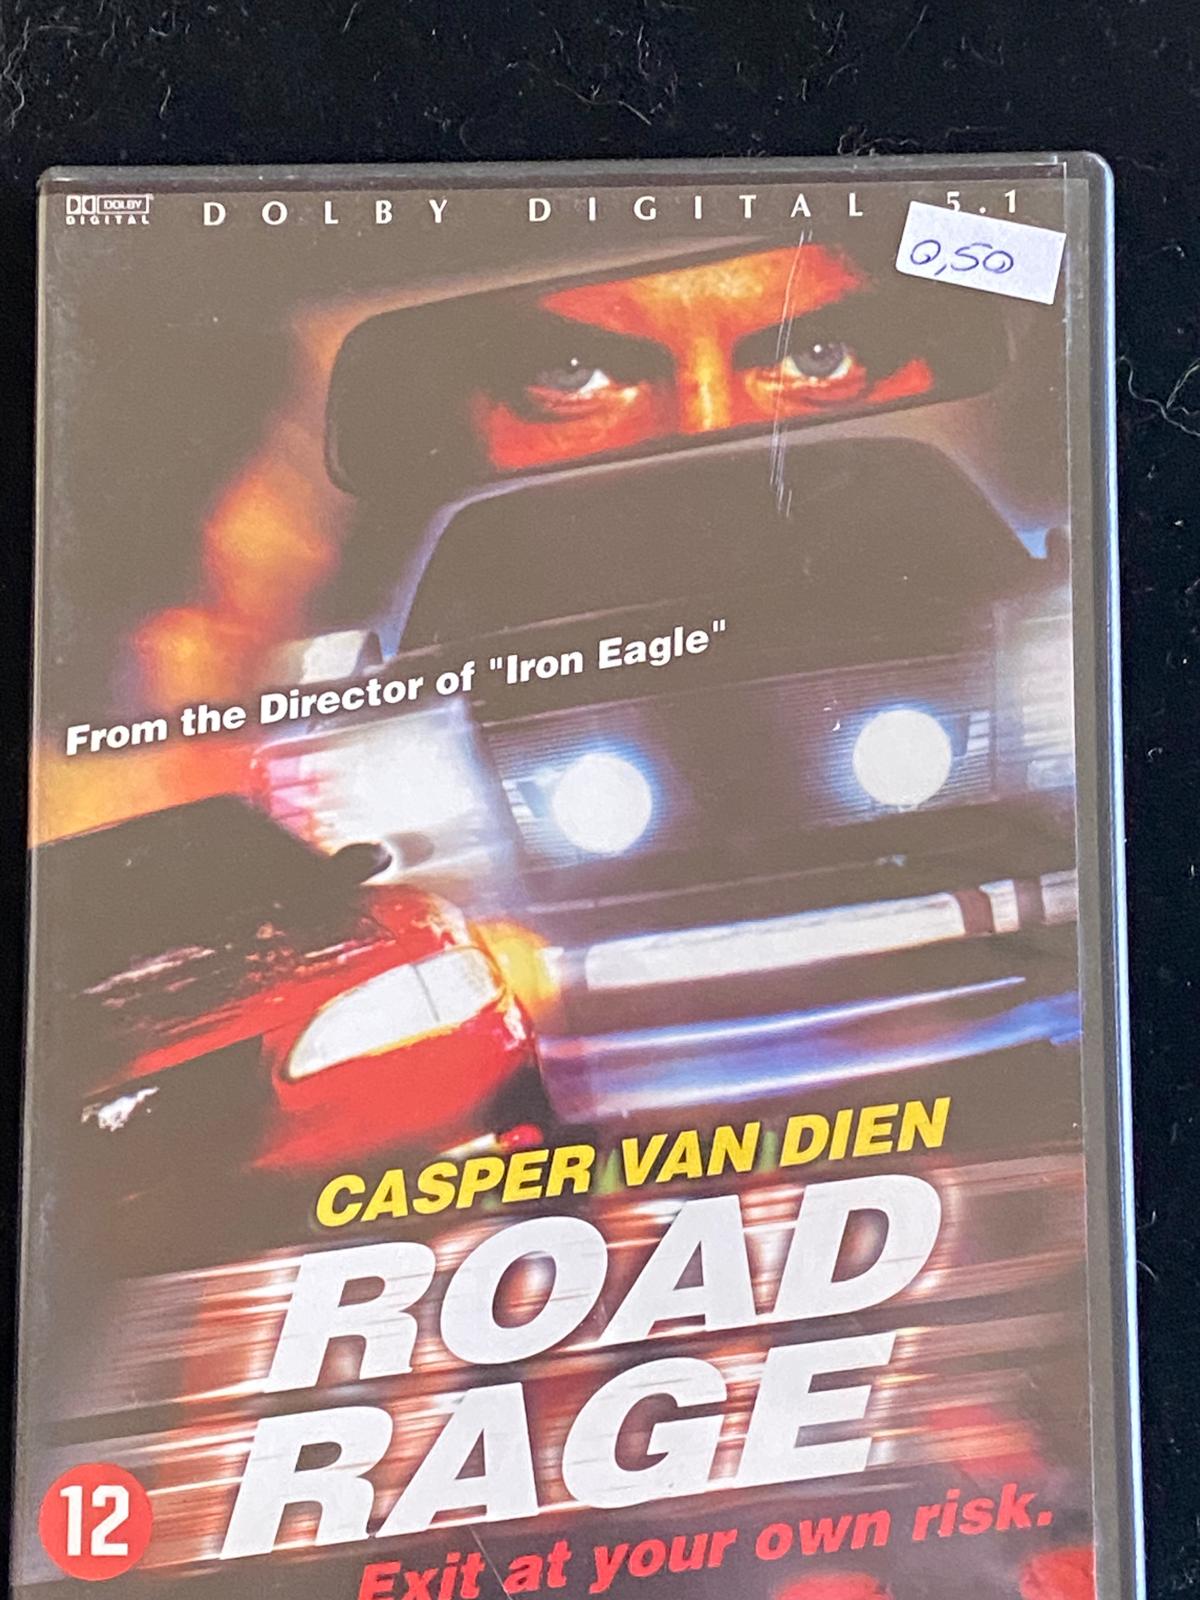 DOLBY
DIGITAL
DOLBY DIGITAL 5.1
0,50
From the Director of "Iron Eagle"
CASPER VAN DIEN
ROAD
RAGE
12
Exit at your own risk.